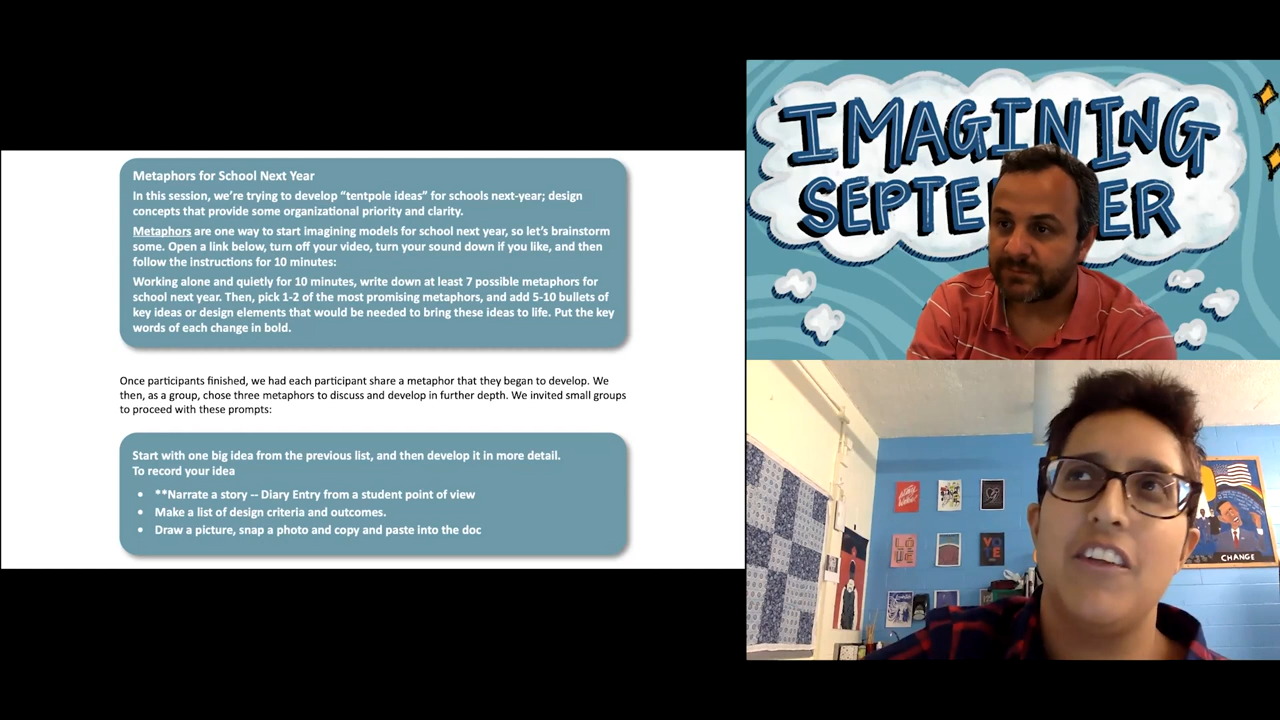 Metaphors for School Next Year
In this session, we're trying to develop “tentpole ideas” for schools next-year; design
concepts that provide some organizational priority and clarity.
Metaphors are one way to start imagining models for school next year, so let's brainstorm
some. Open a link below, turn off your video, turn your sound down if you like, and then
follow the instructions for 10 minutes:
Working alone and quietly for 10 minutes, write down at least 7 possible metaphors for
school next year. Then, pick 1-2 of the most promising metaphors, and add 5-10 bullets of
key ideas or design elements that would be needed to bring these ideas to life. Put the key
words of each change in bold.
Once participants finished, we had each participant share a metaphor that they began to develop. We
then, as a group, chose three metaphors to discuss and develop in further depth. We invited small groups
to proceed with these prompts:
Start with one big idea from the previous list, and then develop it in more detail.
To record your idea
• **Narrate a story -- Diary Entry from a student point of view
• Make a list of design criteria and outcomes.
• Draw a picture, snap a photo and copy and paste into the doc
IMAGINING
SEPTE ER
VOTE
CHANGE